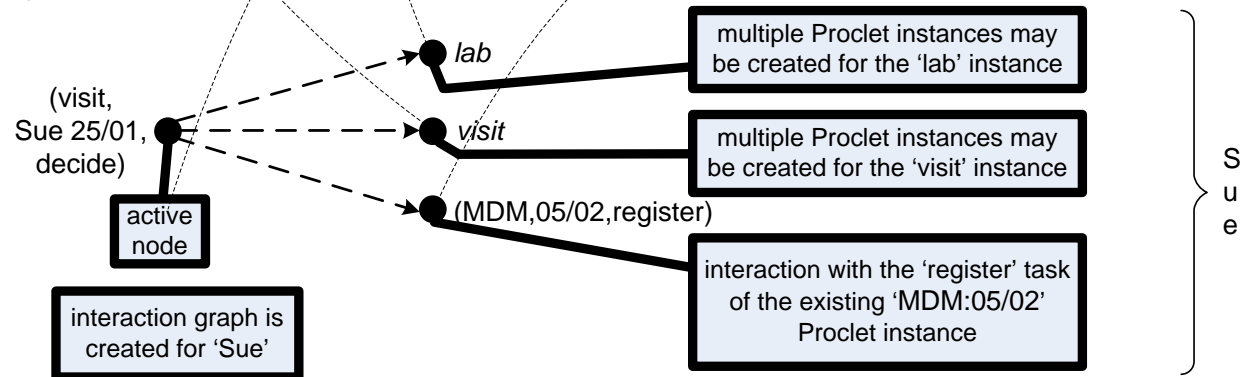 multiple Proclet instances may
be created for the ‘lab’ instance
lab
(visit,
Sue 25/01,
decide)
visit
multiple Proclet instances may
be created for the ‘visit’ instance
(MDM,05/02,register)
active
node
interaction with the ‘register’ task
of the existing ‘MDM:05/02’
Proclet instance
interaction graph is
created for ‘Sue’
S
u
e